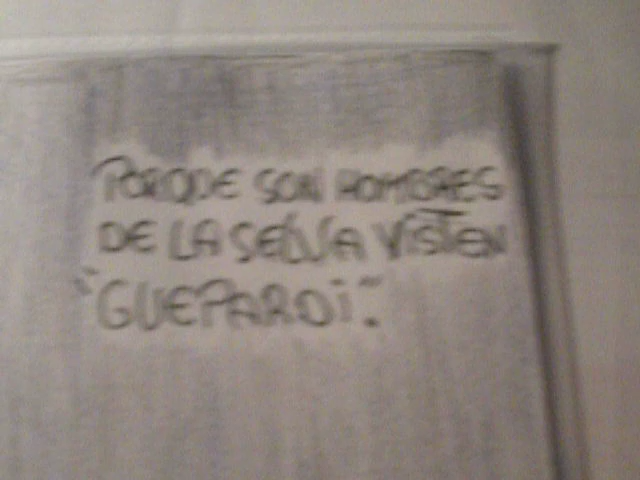 PORQUE SON HOMBRES
DE LA SELVA VISTEN
"GUEPARDI".